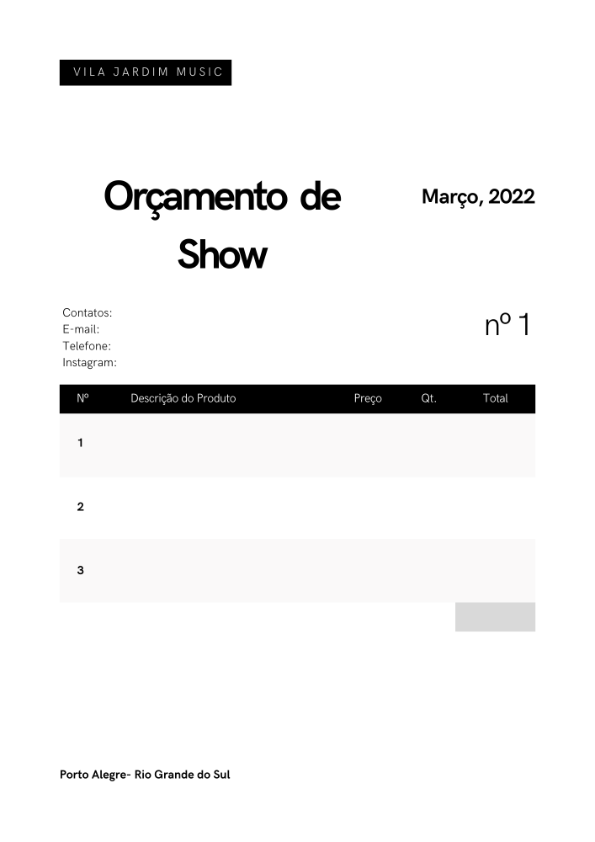 VILA JARDIM MUSIC
Orçamento de
Show
Março, 2022
Contatos:
E-mail:
Telefone:
Instagram:
nº 1
Nº Descrição do Produto Preço Qt. Total
1
2
3
Porto Alegre- Rio Grande do Sul